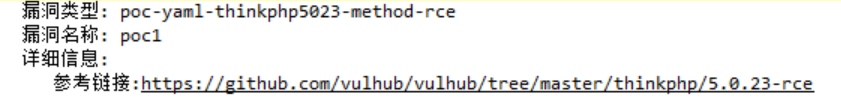 漏洞类型: poc-yaml-thinkphp5023-method-rce
漏洞名称: poc1
详细信息:
参考链接:https://github.com/vulhub/vulhub/tree/master/thinkphp/5.0.23-rce